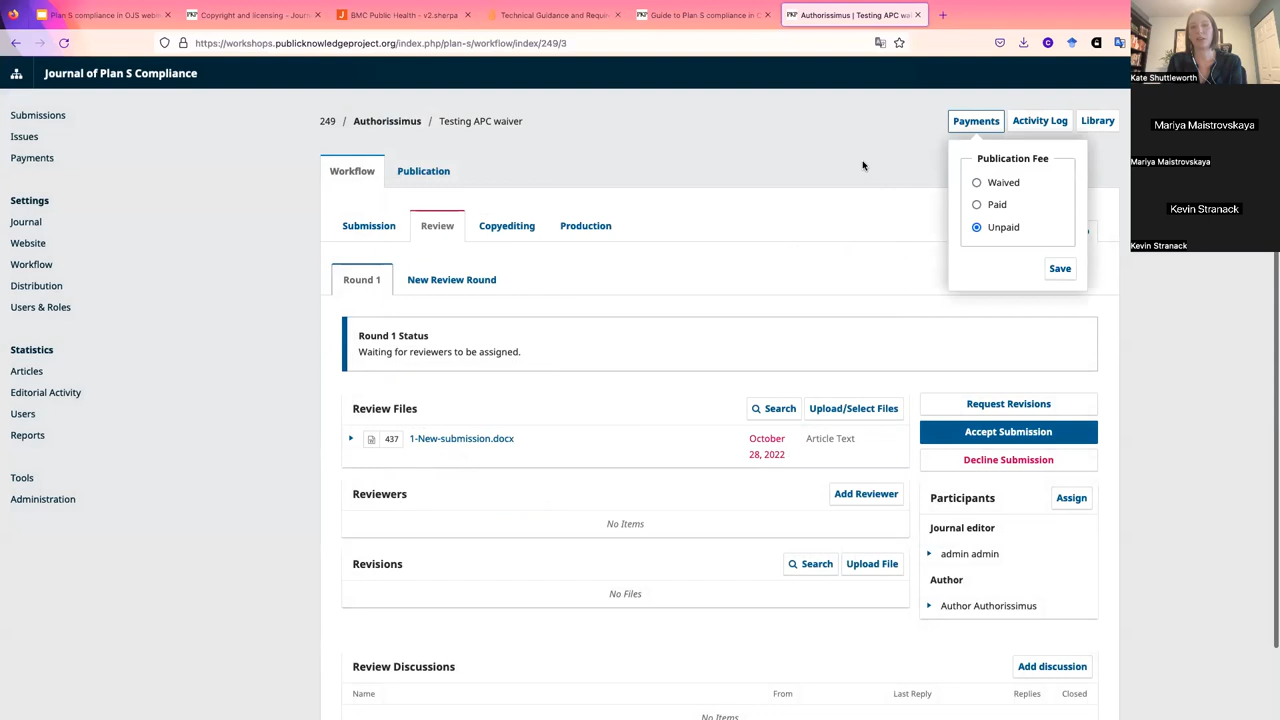 Plan S compliance in OJS webi
Copyright and licensing - Journ
BMC Public Health - v2.sherpa
Technical Guidance and Require
Guide to Plan S compliance in O
Authorissimus | Testing APC wai
https://workshops.publicknowledgeproject.org/index.php/plan-s/workflow/index/249/3
Journal of Plan S Compliance
Submissions
Issues
Payments
Settings
Journal
Website
Workflow
Distribution
Users & Roles
Statistics
Articles
Editorial Activity
Users
Reports
Tools
Administration
249 / Authorissimus / Testing APC waiver
Payments Activity Log Library
Publication Fee
Waived
Paid
Unpaid
Save
Workflow Publication
Submission Review Copyediting Production
Round 1 New Review Round
Round 1 Status
Waiting for reviewers to be assigned.
Review Files Search Upload/Select Files
437 1-New-submission.docx October 28, 2022 Article Text
Reviewers Add Reviewer
No Items
Revisions Search Upload File
No Files
Request Revisions
Accept Submission
Decline Submission
Participants Assign
Journal editor
admin admin
Author
Author Authorissimus
Review Discussions Add discussion
Name From Last Reply Replies Closed
No Items
Kate Shuttleworth
Mariya Maistrovskaya
Mariya Maistrovskaya
Kevin Stranack
Kevin Stranack